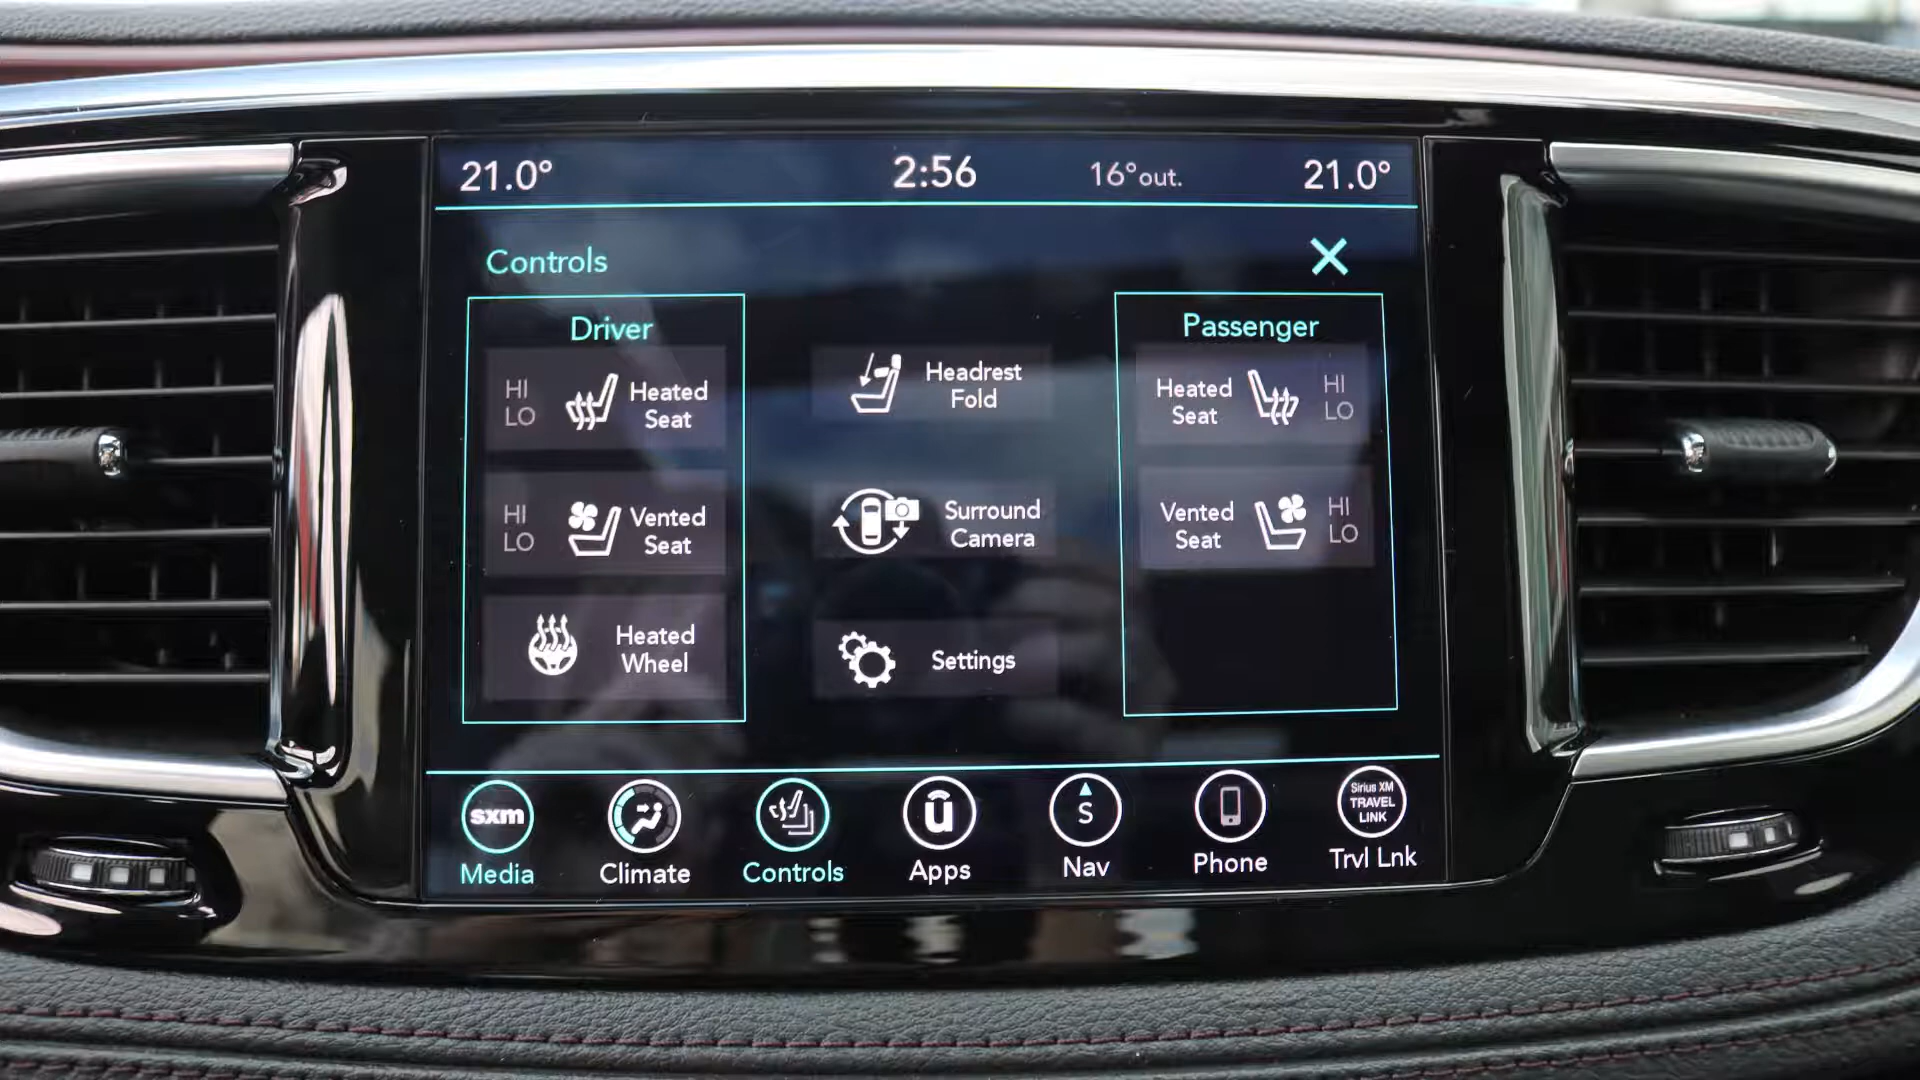 21.0° 2:56 16°out. 21.0°
Controls
Driver
HI
LO
Heated
Seat
HI
LO
Vented
Seat
Heated
Wheel
Headrest
Fold
Surround
Camera
Settings
Passenger
Heated
Seat
HI
LO
Vented
Seat
HI
LO
sxm
Media
Climate
Controls
ū
Apps
S
Nav
Phone
Sirius XM
TRAVEL
LINK
Trvl Lnk